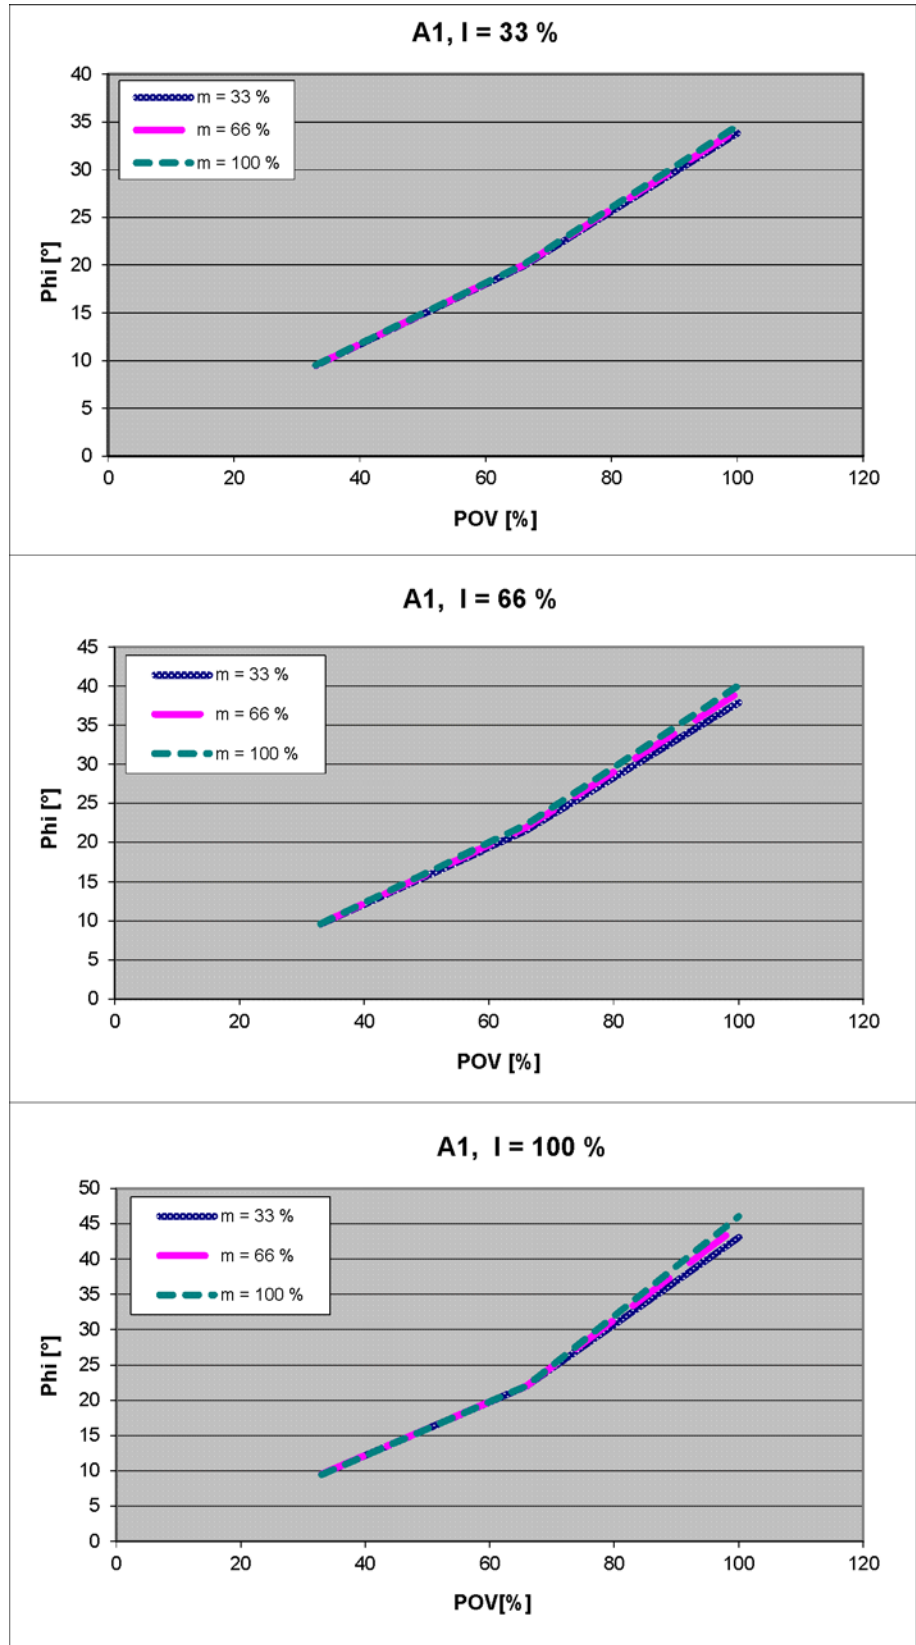 A1, I = 33 %
40
35
30
25
20
15
10
5
0
m = 33 %
m = 66 %
m = 100 %
Phi [°]
0 20 40 60 80 100 120
POV [%]
A1, I = 66 %
45
40
35
30
25
20
15
10
5
0
m = 33 %
m = 66 %
m = 100 %
Phi [°]
0 20 40 60 80 100 120
POV [%]
A1, I = 100 %
50
45
40
35
30
25
20
15
10
5
0
m = 33 %
m = 66 %
m = 100 %
Phi [°]
0 20 40 60 80 100 120
POV[%]